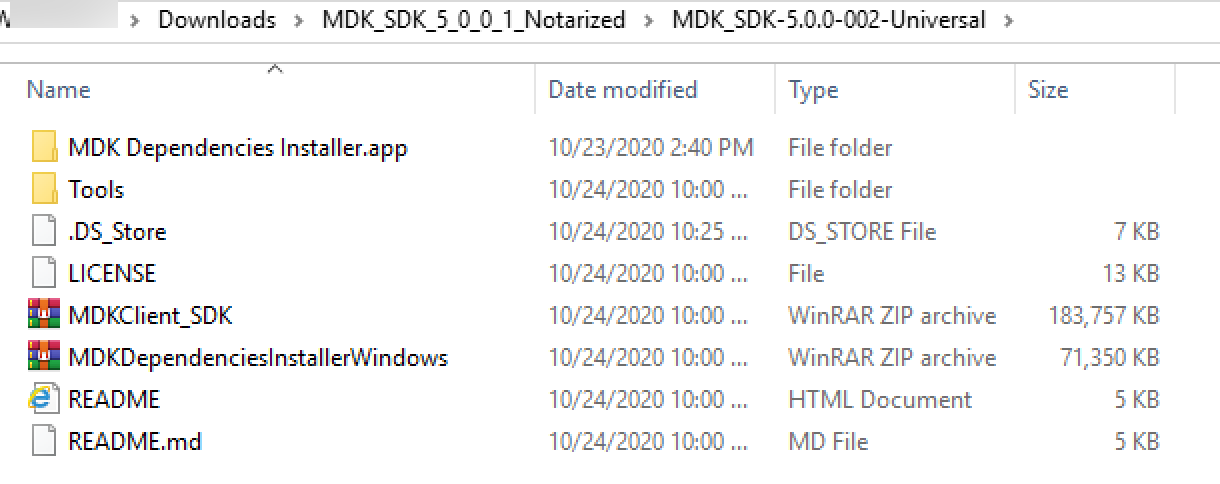 Downloads > MDK_SDK_5_0_0_1_Notarized > MDK_SDK-5.0.0-002-Universal >
Name Date modified Type Size
MDK Dependencies Installer.app 10/23/2020 2:40 PM File folder
Tools 10/24/2020 10:00 ... File folder
.DS_Store 10/24/2020 10:25 ... DS_STORE File 7 KB
LICENSE 10/24/2020 10:00 ... File 13 KB
MDKClient_SDK 10/24/2020 10:00 ... WinRAR ZIP archive 183,757 KB
MDKDependenciesInstallerWindows 10/24/2020 10:00 ... WinRAR ZIP archive 71,350 KB
README 10/24/2020 10:00 ... HTML Document 5 KB
README.md 10/24/2020 10:00 ... MD File 5 KB